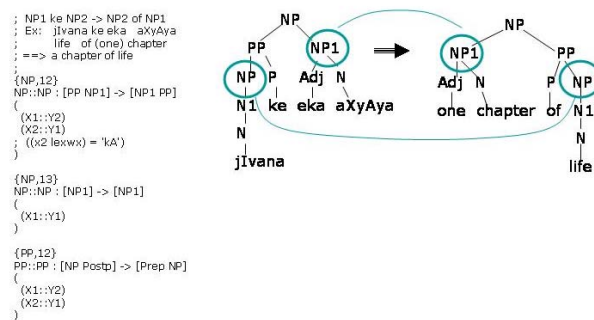 ; NP1 ke NP2 -> NP2 of NP1
; Ex: jIvana ke eka aXyAya
; life of (one) chapter
; ==> a chapter of life
;
{NP,12}
NP::NP : [PP NP1] -> [NP1 PP]
(
(X1::Y2)
(X2::Y1)
; ((x2 lexwx) = 'kA')
)
{NP,13}
NP::NP : [NP1] -> [NP1]
(
(X1::Y1)
)
{PP,12}
PP::PP : [NP Postp] -> [Prep NP]
(
(X1::Y2)
(X2::Y1)
)
NP
PP NP1
NP P Adj N
N1 ke eka aXyAya
N
jIvana
NP
NP1 PP
Adj N P NP
one chapter of N1
N
life